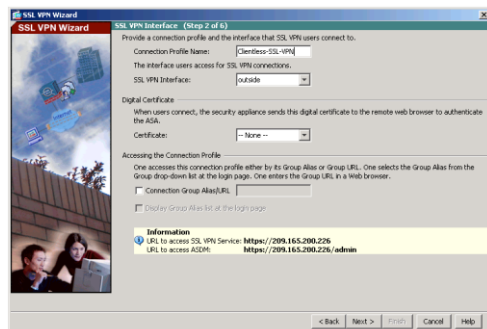 SSL VPN Wizard
SSL VPN Wizard
SSL VPN Interface (Step 2 of 6)
Provide a connection profile and the interface that SSL VPN users connect to.
Connection Profile Name:
Clientless-SSL-VPN
The interface users access for SSL VPN connections.
SSL VPN Interface:
outside
Digital Certificate
When users connect, the security appliance sends this digital certificate to the remote web browser to authenticate
the ASA.
Certificate:
-- None --
Accessing the Connection Profile
One accesses this connection profile either by its Group Alias or Group URL. One selects the Group Alias from the
Group drop-down list at the login page. One enters the Group URL in a Web browser.
Connection Group Alias/URL
Display Group Alias list at the login page
Information
URL to access SSL VPN Service: https://209.165.200.226
URL to access ASDM: https://209.165.200.226/admin
< Back
Next >
Finish
Cancel
Help